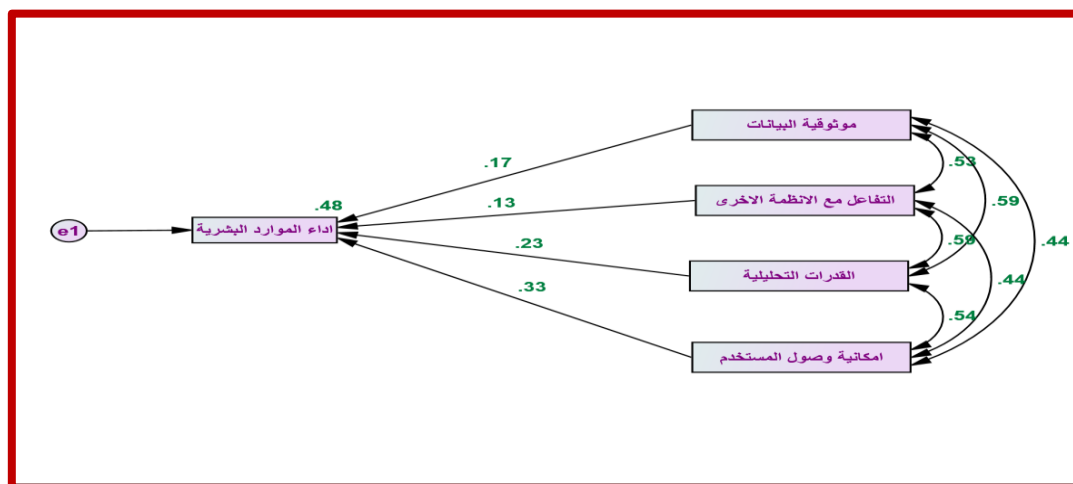 موثوقية البيانات
.17
.53
.48
.13
التفاعل مع الانظمة الاخرى
.59
e1
اداء الموارد البشرية
.23
.59
.44
القدرات التحليلية
.44
.33
.54
امكانية وصول المستخدم